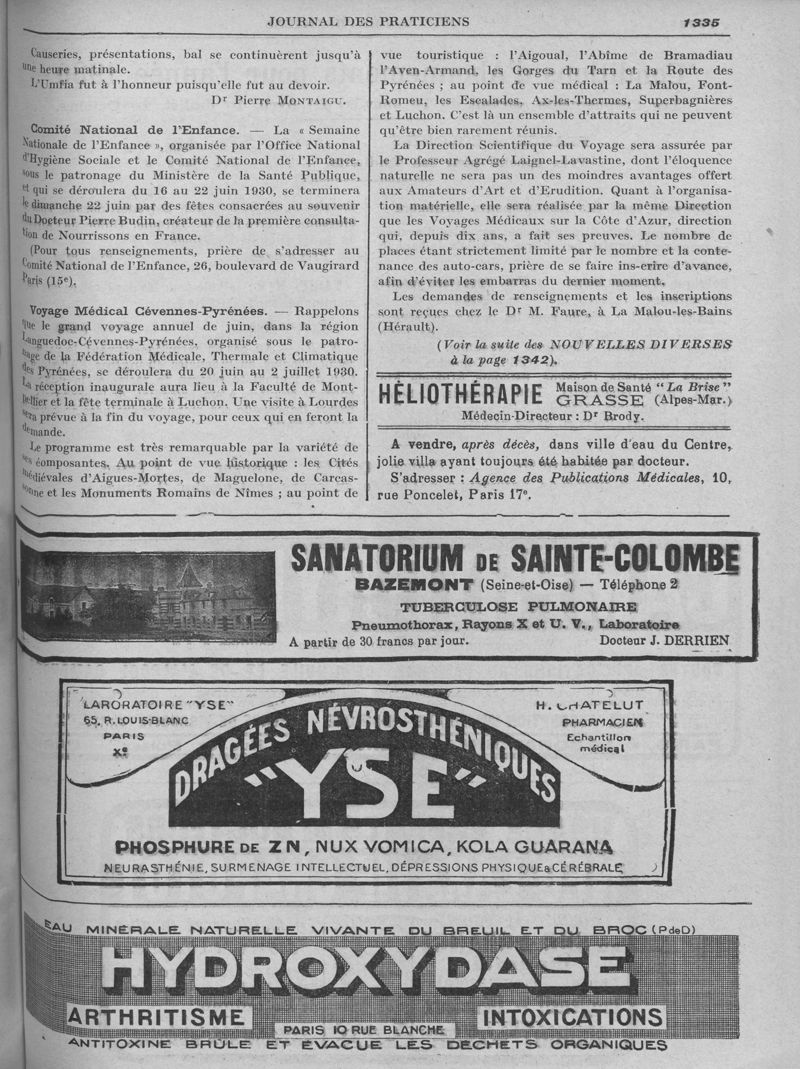 JOURNAL DES PRATICIENS 1335
Causeries, présentations, bal se continuèrent jusqu'à
une heure matinale.
L'Umfia fut à l'honneur puisqu'elle fut au devoir.
Dr Pierre MONTAIGU.
Comité National de l'Enfance. — La « Semaine
Nationale de l'Enfance », organisée par l'Office National
d'Hygiène Sociale et le Comité National de l'Enfance,
sous le patronage du Ministère de la Santé Publique,
et qui se déroulera du 16 au 22 juin 1930, se terminera
le dimanche 22 juin par des fêtes consacrées au souvenir
du Docteur Pierre Budin, créateur de la première consulta-
tion de Nourrissons en France.
(Pour tous renseignements, prière de s'adresser au
Comité National de l'Enfance, 26, boulevard de Vaugirard
Paris (15e).
Voyage Médical Cévennes-Pyrénées. — Rappelons
que le grand voyage annuel de juin, dans la région
Languedoc-Cévennes-Pyrénées, organisé sous le patro-
nage de la Fédération Médicale, Thermale et Climatique
des Pyrénées, se déroulera du 20 juin au 2 juillet 1930.
La réception inaugurale aura lieu à la Faculté de Mont-
pellier et la fête terminale à Luchon. Une visite à Lourdes
sera prévue à la fin du voyage, pour ceux qui en feront la
demande.
Le programme est très remarquable par la variété de
ses composantes. Au point de vue historique : les Cités
médiévales d'Aigues-Mortes, de Maguelone, de Carcas-
sonne et les Monuments Romains de Nîmes ; au point de
vue touristique : l'Aigoual, l'Abîme de Bramadiau
l'Aven-Armand, les Gorges du Tarn et la Route des
Pyrénées ; au point de vue médical : La Malou, Font-
Romeu, les Escalades, Ax-les-Thermes, Superbagnières
et Luchon. C'est là un ensemble d'attraits qui ne peuvent
qu'être bien rarement réunis.
La Direction Scientifique du Voyage sera assurée par
le Professeur Agrégé Laignel-Lavastine, dont l'éloquence
naturelle ne sera pas un des moindres avantages offert
aux Amateurs d'Art et d'Erudition. Quant à l'organisa-
tion matérielle, elle sera réalisée par la même Direction
que les Voyages Médicaux sur la Côte d'Azur, direction
qui, depuis dix ans, a fait ses preuves. Le nombre de
places étant strictement limité par le nombre et la conte-
nance des auto-cars, prière de se faire ins-erire d'avance,
afin d'éviter les embarras du dernier moment.
Les demandes de renseignements et les inscriptions
sont reçues chez le Dr M. Faure, à La Malou-les-Bains
(Hérault).
(Voir la suite des NOUVELLES DIVERSES
à la page 1342).
HÈLIOTHÉRAPIE Maison de Santé "La Brise"
GRASSE (Alpes-Mar.)
Médecin-Directeur : Dr Brody.
A vendre, après décès, dans ville d'eau du Centre,
jolie villa ayant toujours été habitée par docteur.
S'adresser : Agence des Publications Médicales, 10,
rue Poncelet, Paris 17e.
SANATORIUM DE SAINTE-COLOMBE
BAZEMONT (Seine-et-Oise) — Téléphone 2
TUBERCULOSE PULMONAIRE
Pneumothorax, Rayons X et U. V., Laboratoire
A partir de 30 francs par jour. Docteur J. DERRIEN
LABORATOIRE "YSE"
65, R. LOUIS-BLANC
PARIS
Xe
H. CHATELUT
PHARMACIEN
Echantillon
médical
DRAGÉES NÉVROSTHÉNIQUES
"YSE"
PHOSPHURE DE ZN, NUX VOMICA, KOLA GUARANA
NEURASTHÉNIE, SURMENAGE INTELLECTUEL, DÉPRESSIONS PHYSIQUE & CÉRÉBRALE
EAU MINÉRALE NATURELLE VIVANTE DU BREUIL ET DU BROC (P de D)
HYDROXYDASE
ARTHRITISME INTOXICATIONS
PARIS 10 RUE BLANCHE
ANTITOXINE BRÛLE ET ÉVACUE LES DÉCHETS ORGANIQUES